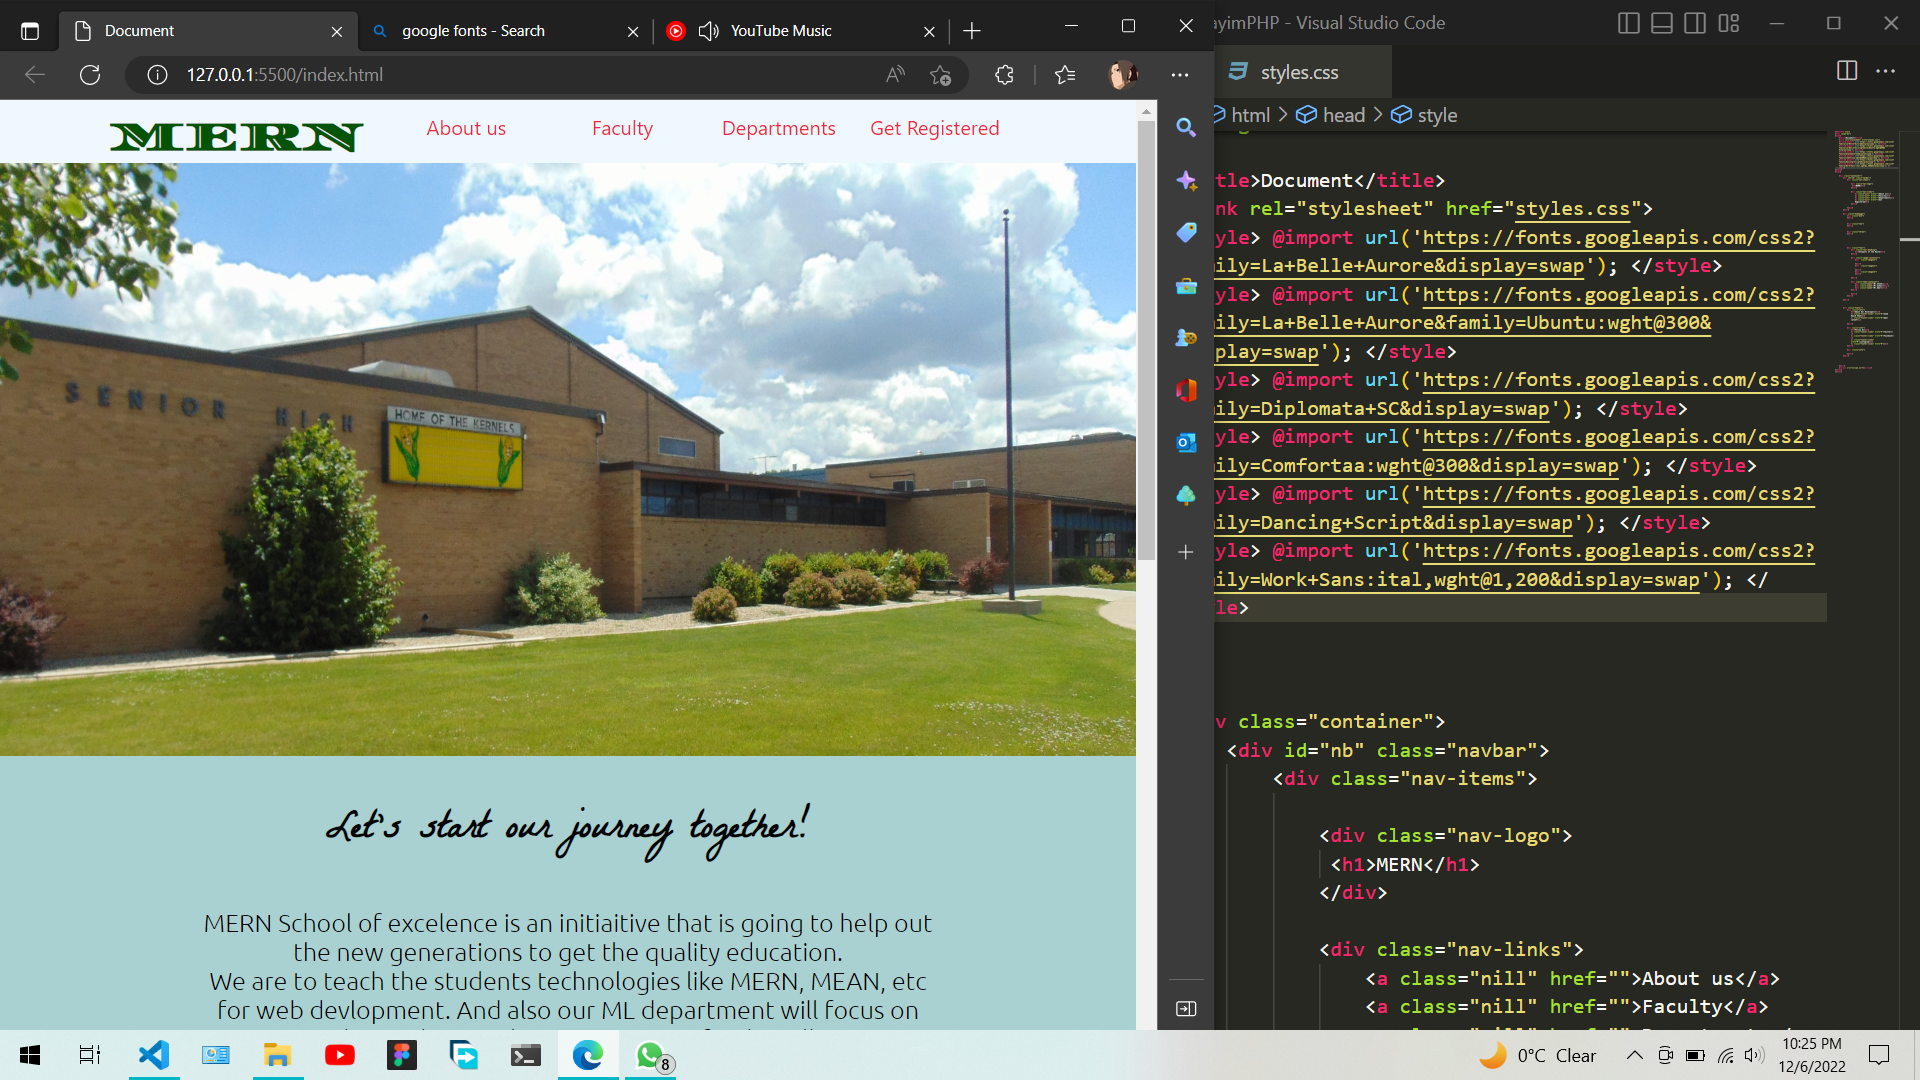 Document
google fonts - Search
YouTube Music
127.0.0.1:5500/index.html
MERN
About us
Faculty
Departments
Get Registered
SENIOR HIGH
HOME OF THE KERNELS
Let's start our journey together!
MERN School of excelence is an initiaitive that is going to help out
the new generations to get the quality education.
We are to teach the students technologies like MERN, MEAN, etc
for web devlopment. And also our ML department will focus on
ayimPHP - Visual Studio Code
styles.css
html > head > style
tle>Document</title>
nk rel="stylesheet" href="styles.css">
yle> @import url('https://fonts.googleapis.com/css2?
ily=La+Belle+Aurore&display=swap'); </style>
yle> @import url('https://fonts.googleapis.com/css2?
ily=La+Belle+Aurore&family=Ubuntu:wght@300&
play=swap'); </style>
yle> @import url('https://fonts.googleapis.com/css2?
ily=Diplomata+SC&display=swap'); </style>
yle> @import url('https://fonts.googleapis.com/css2?
ily=Comfortaa:wght@300&display=swap'); </style>
yle> @import url('https://fonts.googleapis.com/css2?
ily=Dancing+Script&display=swap'); </style>
yle> @import url('https://fonts.googleapis.com/css2?
ily=Work+Sans:ital,wght@1,200&display=swap'); </
le>
v class="container">
<div id="nb" class="navbar">
<div class="nav-items">
<div class="nav-logo">
<h1>MERN</h1>
</div>
<div class="nav-links">
<a class="nill" href="">About us</a>
<a class="nill" href="">Faculty</a>
8
0°C Clear
10:25 PM
12/6/2022